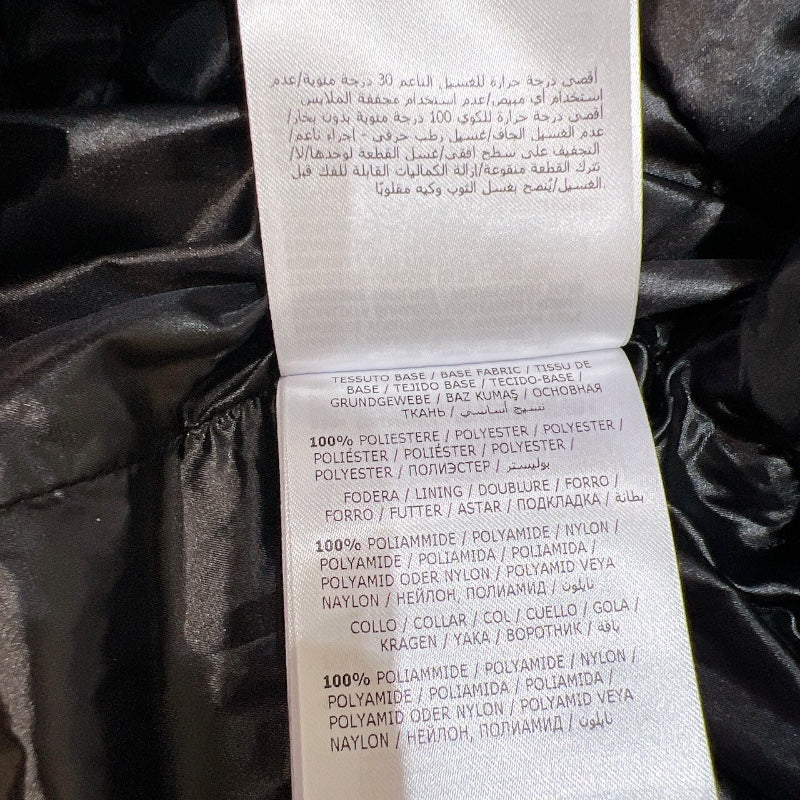 أقصى درجة حرارة للغسيل الناعم 30 درجة مئوية/عدم
استخدام أي مبيض/عدم استخدام مجففة الملابس
أقصى درجة حرارة للكوي 100 درجة مئوية بدون بخار/
عدم الغسيل الجاف/غسيل رطب حرفي - اجراء ناعم/
التجفيف على سطح افقي/غسل القطعة لوحدها/لا
تترك القطعة منقوعة/ازالة الكماليات القابلة للفك قبل
الغسيل/يُنصح بغسل الثوب وكيه مقلوبًا
TESSUTO BASE / BASE FABRIC / TISSU DE
BASE / TEJIDO BASE / TECIDO-BASE /
GRUNDGEWEBE / BAZ KUMAŞ / ОСНОВНАЯ
ТКАНЬ / نسيج أساسي
100% POLIESTERE / POLYESTER / POLYESTER /
POLIÉSTER / POLIÉSTER / POLYESTER /
POLYESTER / ПОЛИЭСТЕР / بوليستر
FODERA / LINING / DOUBLURE / FORRO /
FORRO / FUTTER / ASTAR / ПОДКЛАДКА / بطانة
100% POLIAMMIDE / POLYAMIDE / NYLON /
POLYAMIDE / POLIAMIDA / POLIAMIDA /
POLYAMID ODER NYLON / POLYAMID VEYA
NAYLON / НЕЙЛОН, ПОЛИАМИД / نايلون
COLLO / COLLAR / COL / CUELLO / GOLA /
KRAGEN / YAKA / ВОРОТНИК / ياقة
100% POLIAMMIDE / POLYAMIDE / NYLON /
POLYAMIDE / POLIAMIDA / POLIAMIDA /
POLYAMID ODER NYLON / POLYAMID VEYA
NAYLON / НЕЙЛОН, ПОЛИАМИД / نايلون